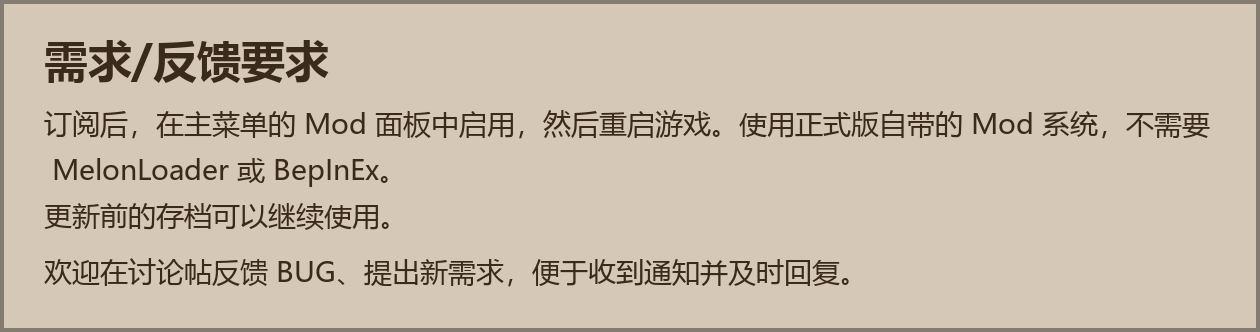 需求/反馈要求
订阅后，在主菜单的 Mod 面板中启用，然后重启游戏。使用正式版自带的 Mod 系统，不需要
MelonLoader 或 BepInEx。
更新前的存档可以继续使用。
欢迎在讨论帖反馈 BUG、提出新需求，便于收到通知并及时回复。